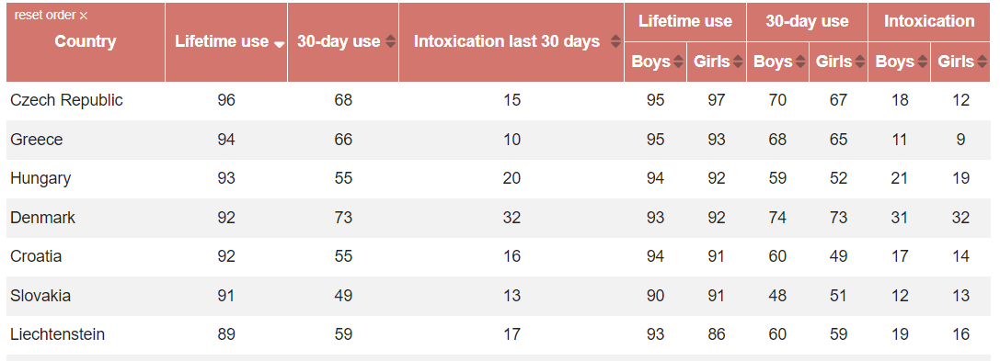 reset order ×
Country Lifetime use 30-day use Intoxication last 30 days Lifetime use 30-day use Intoxication
Boys Girls Boys Girls Boys Girls
Czech Republic 96 68 15 95 97 70 67 18 12
Greece 94 66 10 95 93 68 65 11 9
Hungary 93 55 20 94 92 59 52 21 19
Denmark 92 73 32 93 92 74 73 31 32
Croatia 92 55 16 94 91 60 49 17 14
Slovakia 91 49 13 90 91 48 51 12 13
Liechtenstein 89 59 17 93 86 60 59 19 16